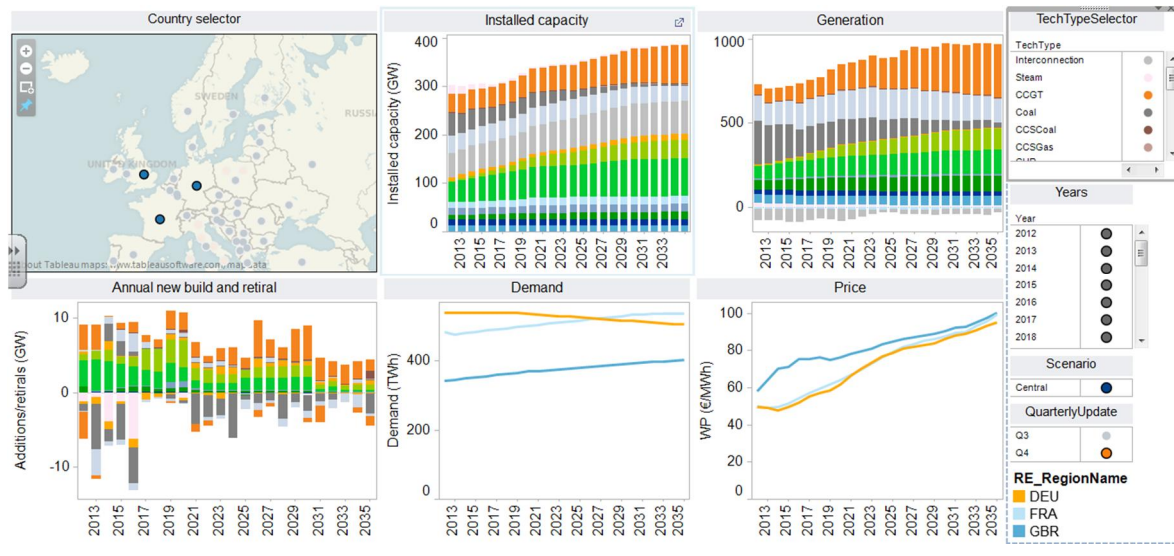 Country selector
SWEDEN
RUSSIA
UNITED KINGDOM
out Tableau maps: www.tableausoftware.com/mapdata
Installed capacity
Installed capacity (GW)
400
300
200
100
0
2013 2015 2017 2019 2021 2023 2025 2027 2029 2031 2033
Generation
1000
500
0
2013 2015 2017 2019 2021 2023 2025 2027 2029 2031 2033 2035
TechTypeSelector
TechType
Interconnection
Steam
CCGT
Coal
CCSCoal
CCSGas
Years
Year
2012
2013
2014
2015
2016
2017
2018
Annual new build and retiral
Additions/retirals (GW)
10
0
-10
2013 2015 2017 2019 2021 2023 2025 2027 2029 2031 2033 2035
Demand
Demand (TWh)
400
200
0
2013 2015 2017 2019 2021 2023 2025 2027 2029 2031 2033 2035
Price
WP (€/MWh)
100
80
60
40
20
0
2013 2015 2017 2019 2021 2023 2025 2027 2029 2031 2033 2035
Scenario
Central
QuarterlyUpdate
Q3
Q4
RE_RegionName
DEU
FRA
GBR